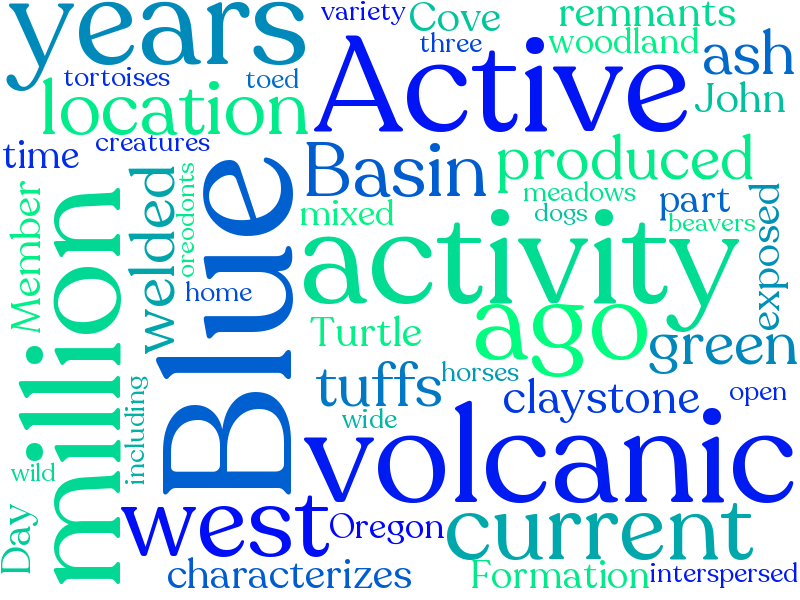 years
variety
Cove
remnants
three
woodland
ash
tortoises
toed
Active
location
John
time
creatures
Basin
produced
Member
million
welded
oreodonts
Blue
mixed
meadows
dogs
part
beavers
exposed
home
activity
Turtle
ago
green
tuffs
horses
including
wide
claystone
open
wild
volcanic
Day
west
Oregon
current
characterizes
Formation
interspersed